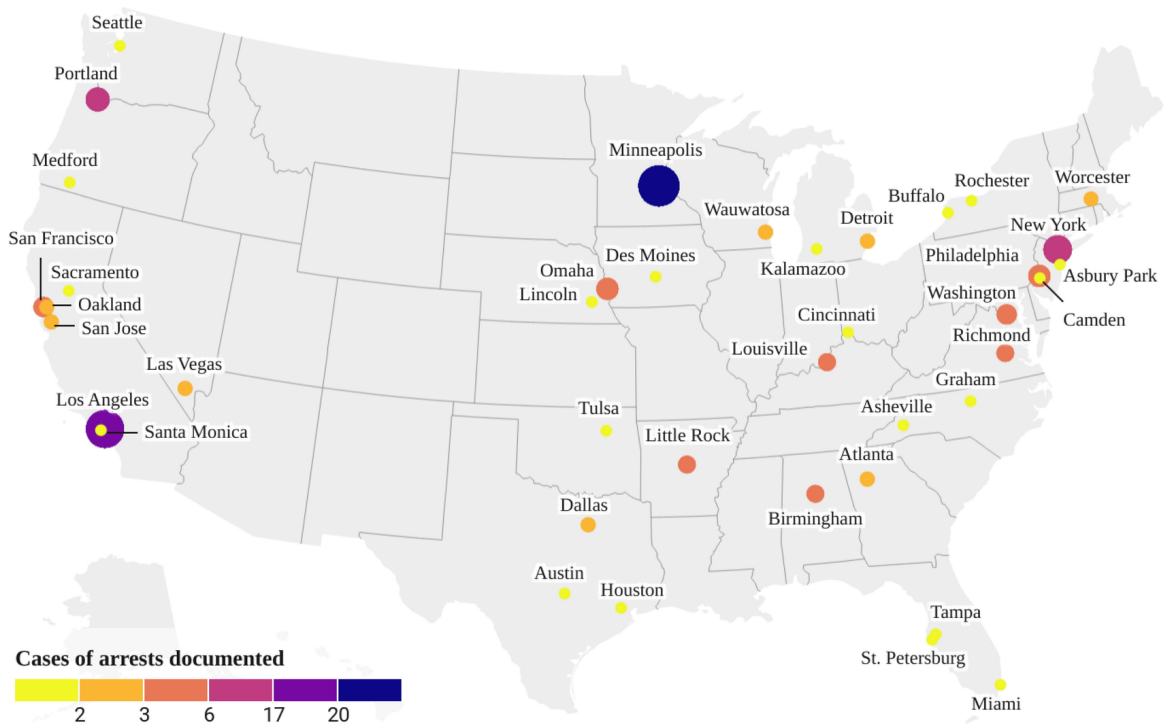 Seattle
Portland
Minneapolis
Medford
Rochester
Worcester
Buffalo
Wauwatosa
Detroit
New York
San Francisco
Des Moines
Philadelphia
Sacramento
Omaha
Kalamazoo
Asbury Park
Lincoln
Washington
Oakland
Cincinnati
Camden
San Jose
Richmond
Louisville
Las Vegas
Graham
Los Angeles
Asheville
Tulsa
Santa Monica
Little Rock
Atlanta
Dallas
Birmingham
Austin
Houston
Tampa
St. Petersburg
Miami
Cases of arrests documented
2 3 6 17 20